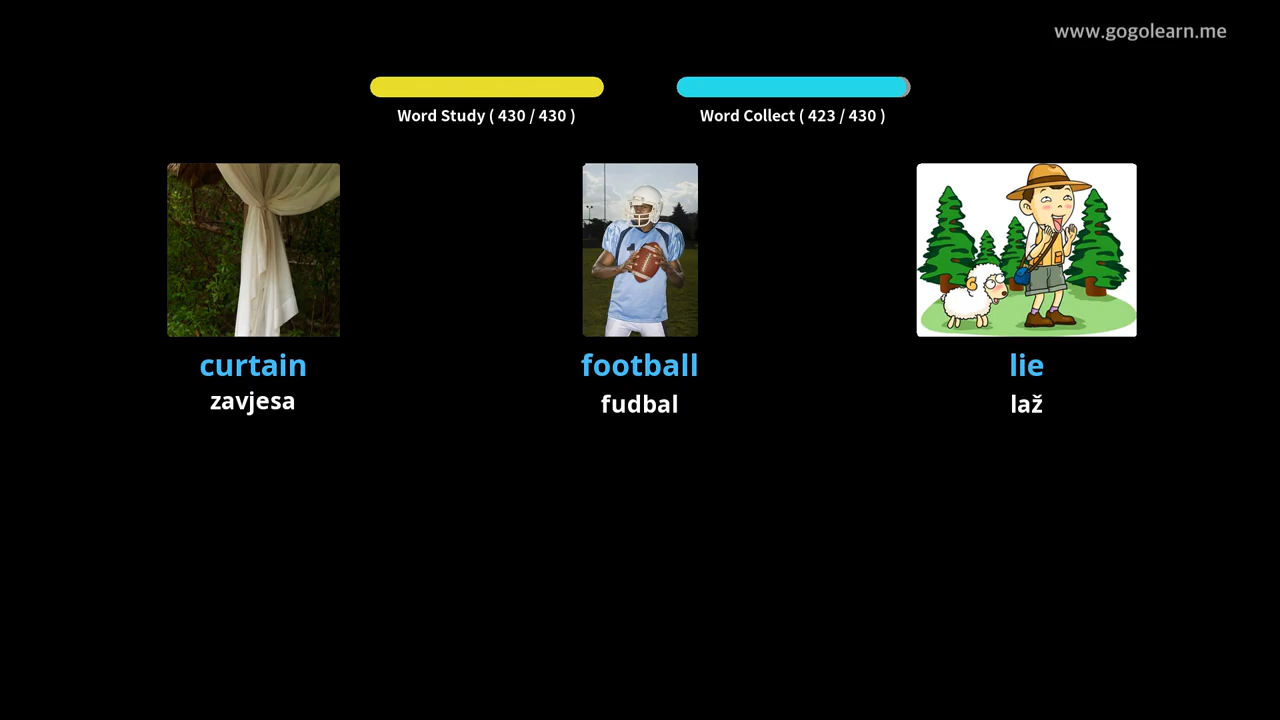 www.gogolearn.me
Word Study ( 430 / 430 )
Word Collect ( 423 / 430 )
curtain
zavjesa
football
fudbal
lie
laž